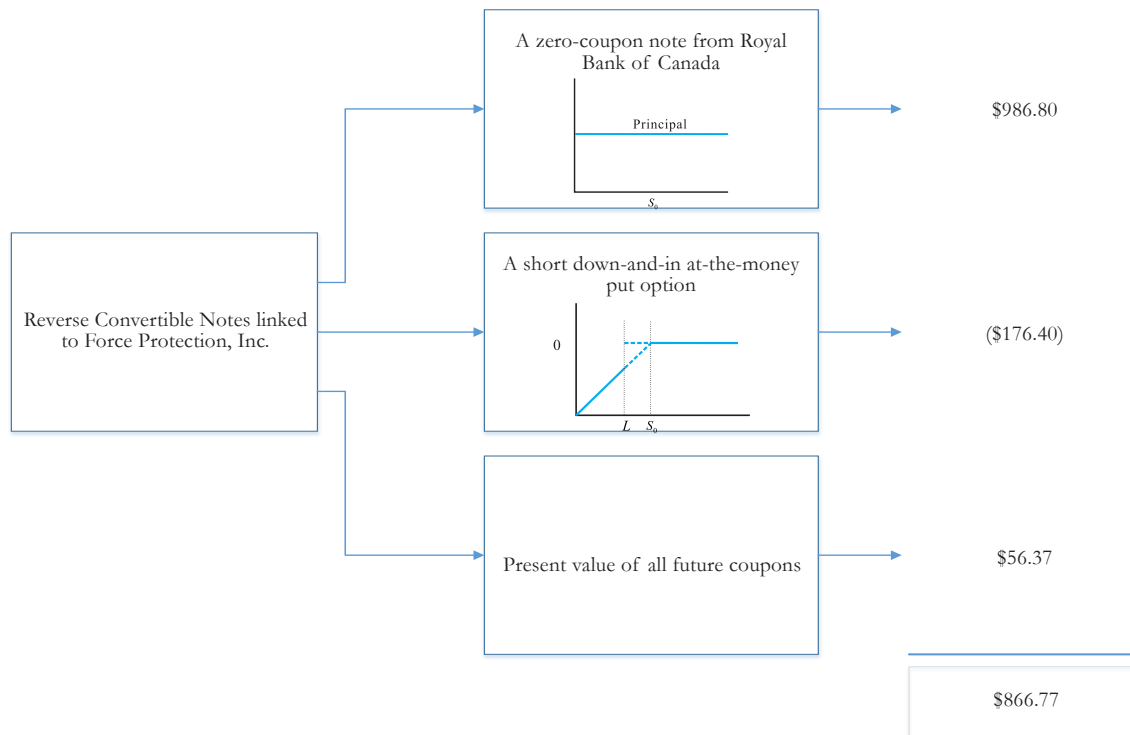 A zero-coupon note from Royal
Bank of Canada
Principal
S₀
$986.80
Reverse Convertible Notes linked
to Force Protection, Inc.
A short down-and-in at-the-money
put option
0
L S₀
($176.40)
Present value of all future coupons
$56.37
$866.77